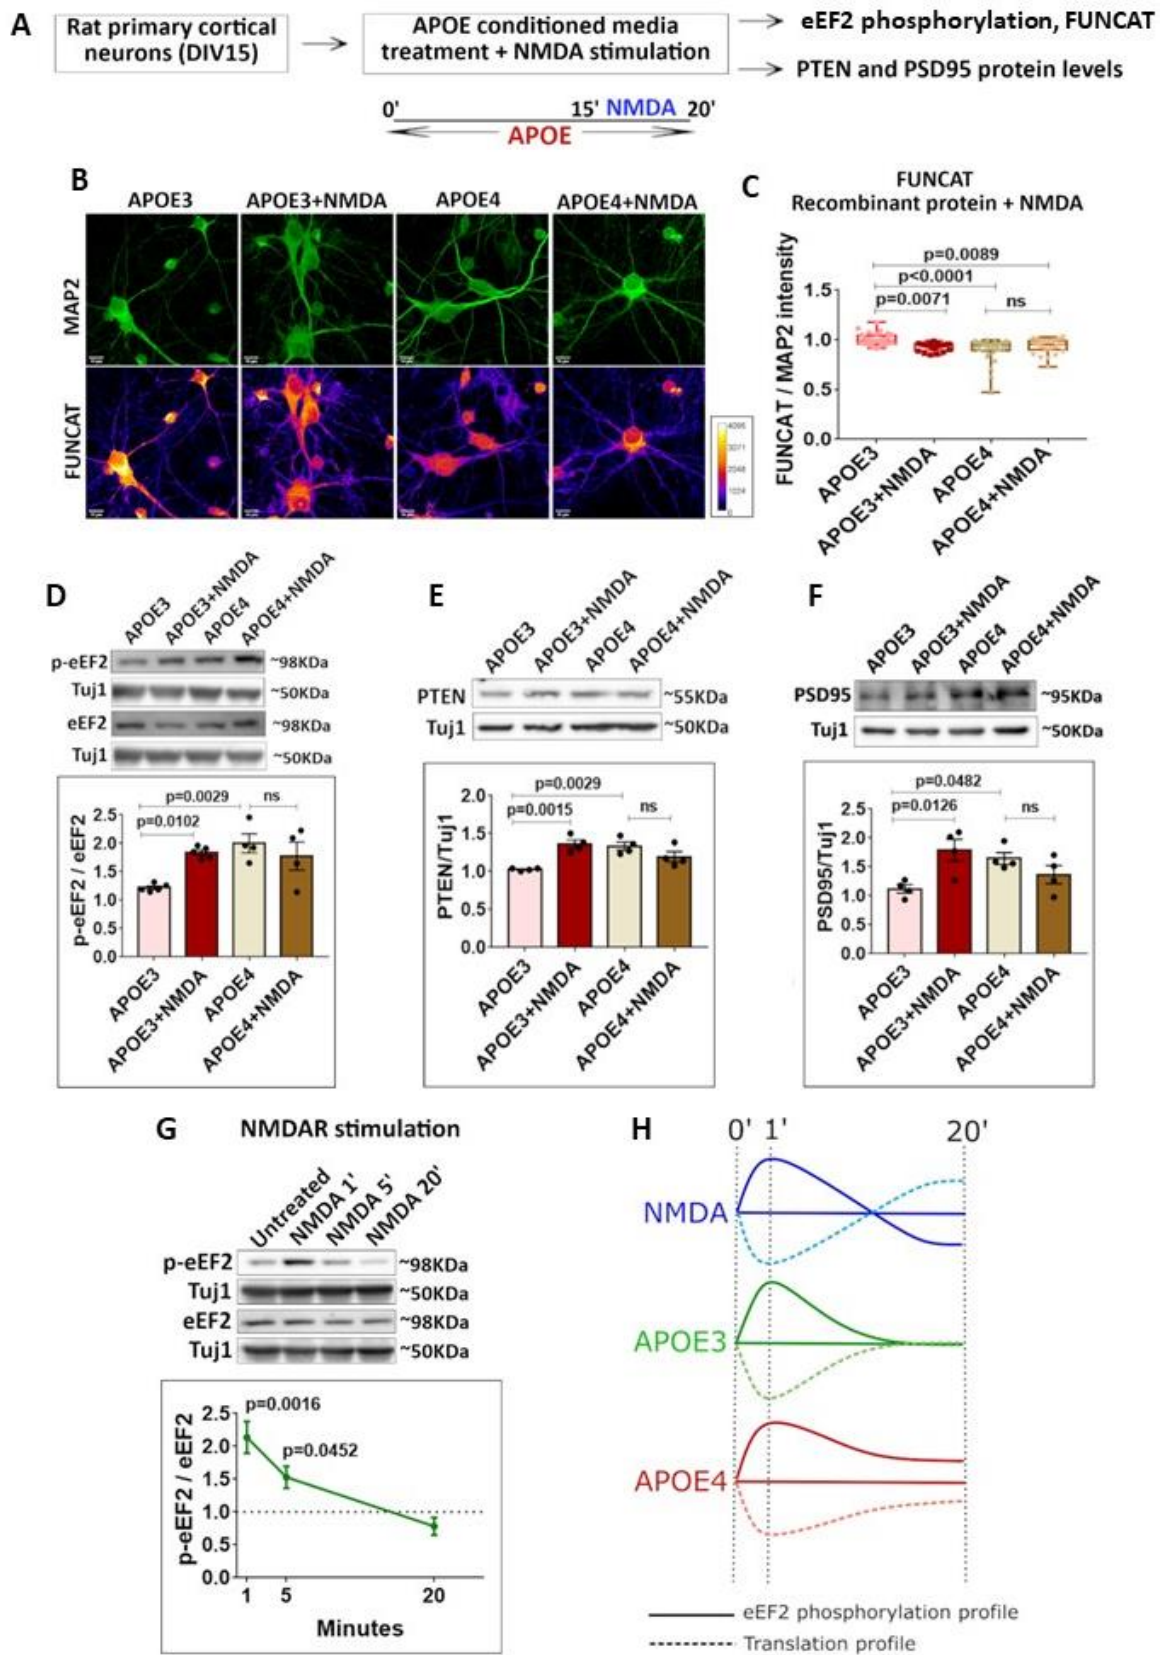 A
Rat primary cortical
neurons (DIV15)
APOE conditioned media
treatment + NMDA stimulation
eEF2 phosphorylation, FUNCAT
PTEN and PSD95 protein levels
0' 15' NMDA 20'
APOE
B
APOE3 APOE3+NMDA APOE4 APOE4+NMDA
MAP2
FUNCAT
4095
3071
2048
1024
0
C
FUNCAT
Recombinant protein + NMDA
p=0.0089
p<0.0001
p=0.0071
ns
FUNCAT / MAP2 intensity
1.5
1.0
0.5
0.0
APOE3
APOE3+NMDA
APOE4
APOE4+NMDA
D
APOE3
APOE3+NMDA
APOE4
APOE4+NMDA
p-eEF2 ~98KDa
Tuj1 ~50KDa
eEF2 ~98KDa
Tuj1 ~50KDa
p=0.0029
ns
p=0.0102
p-eEF2 / eEF2
2.5
2.0
1.5
1.0
0.5
0.0
APOE3
APOE3+NMDA
APOE4
APOE4+NMDA
E
APOE3
APOE3+NMDA
APOE4
APOE4+NMDA
PTEN ~55KDa
Tuj1 ~50KDa
p=0.0029
p=0.0015
ns
PTEN/Tuj1
2.0
1.5
1.0
0.5
0.0
APOE3
APOE3+NMDA
APOE4
APOE4+NMDA
F
APOE3
APOE3+NMDA
APOE4
APOE4+NMDA
PSD95 ~95KDa
Tuj1 ~50KDa
p=0.0482
p=0.0126
ns
PSD95/Tuj1
2.5
2.0
1.5
1.0
0.5
0.0
APOE3
APOE3+NMDA
APOE4
APOE4+NMDA
G
NMDAR stimulation
Untreated
NMDA 1'
NMDA 5'
NMDA 20'
p-eEF2 ~98KDa
Tuj1 ~50KDa
eEF2 ~98KDa
Tuj1 ~50KDa
p=0.0016
p=0.0452
p-eEF2 / eEF2
2.5
2.0
1.5
1.0
0.5
0.0
1 5 20
Minutes
H
0' 1' 20'
NMDA
APOE3
APOE4
eEF2 phosphorylation profile
Translation profile